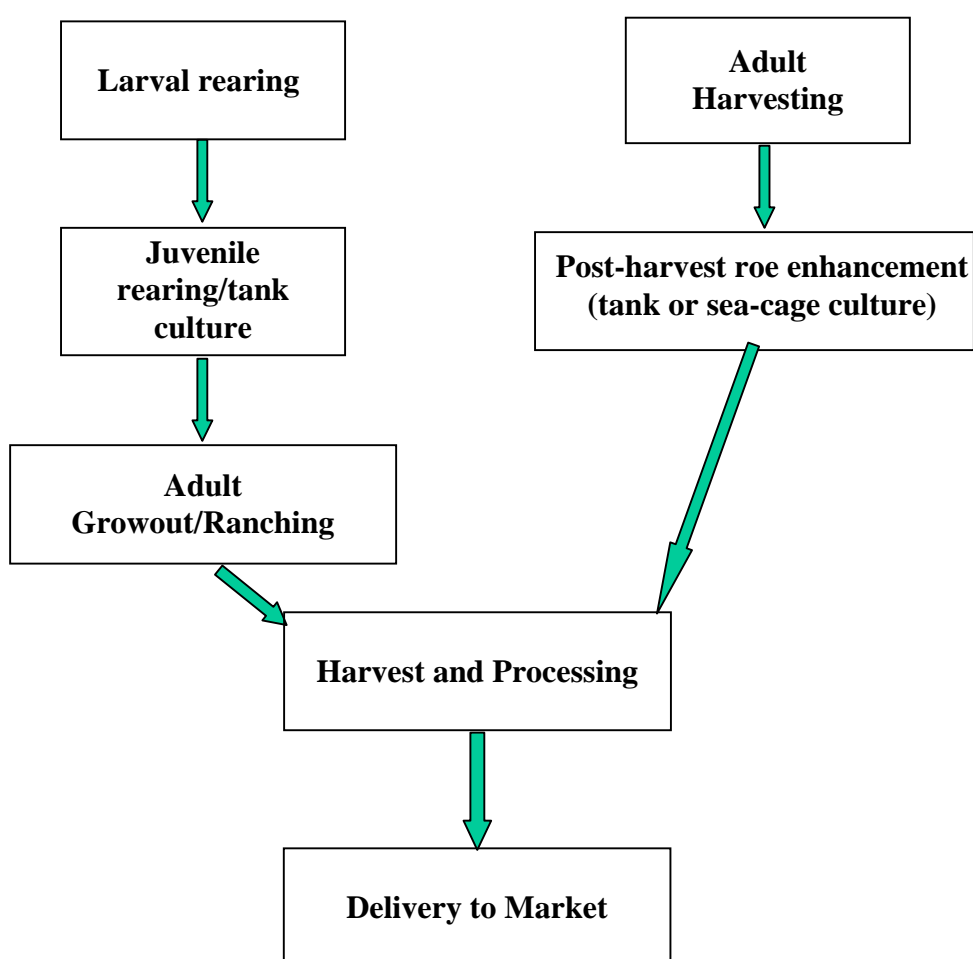 Larval rearing
Adult
Harvesting
Juvenile
rearing/tank
culture
Post-harvest roe enhancement
(tank or sea-cage culture)
Adult
Growout/Ranching
Harvest and Processing
Delivery to Market